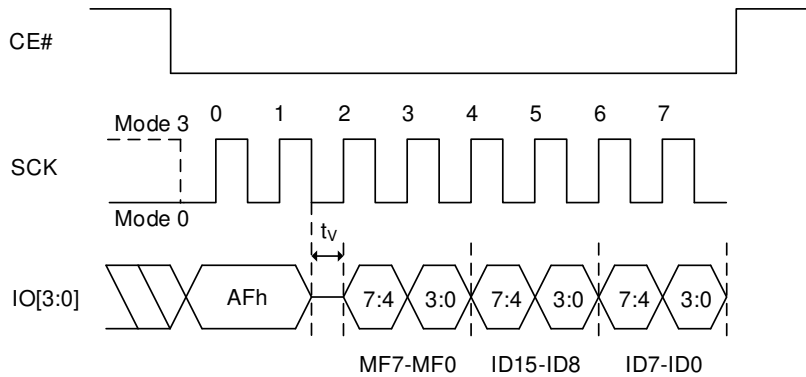 CE#
0 1 2 3 4 5 6 7
Mode 3
SCK
Mode 0
tV
IO[3:0]
AFh 7:4 3:0 7:4 3:0 7:4 3:0
MF7-MF0 ID15-ID8 ID7-ID0